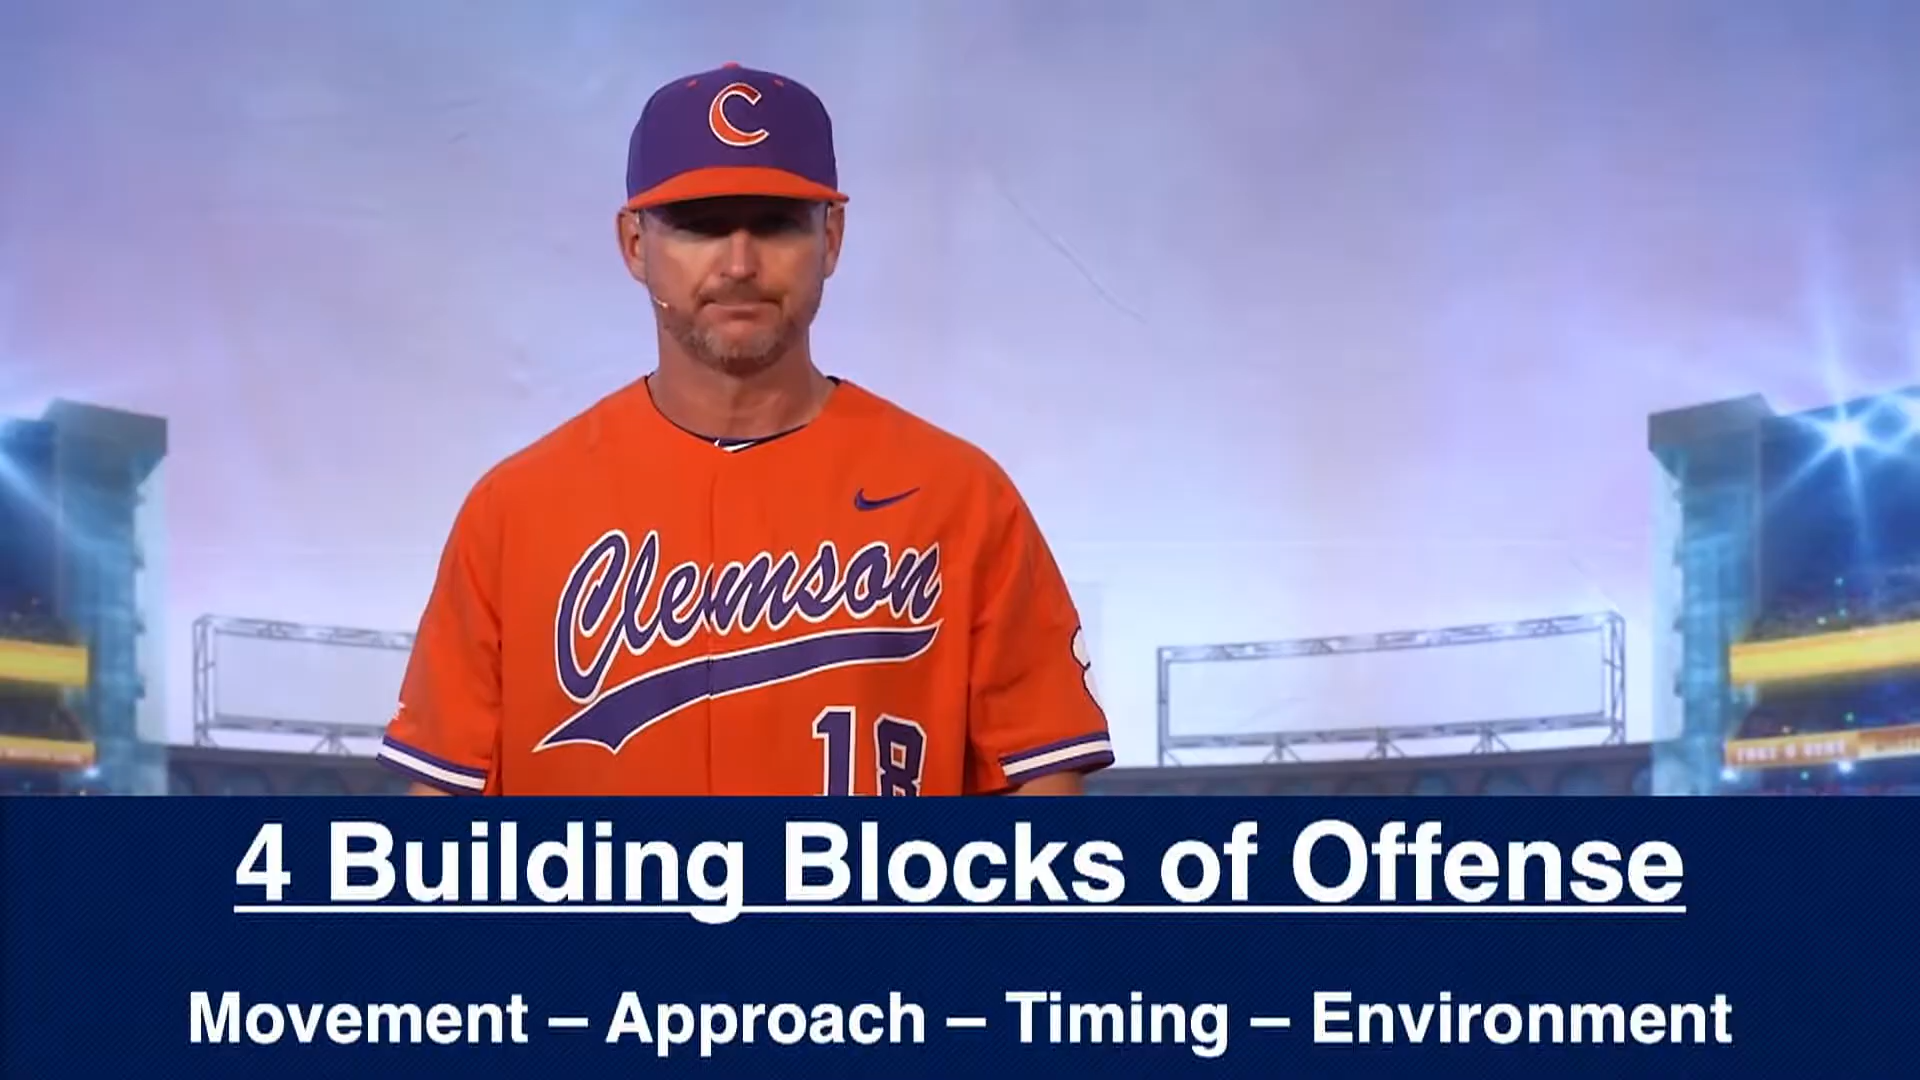 C
Clemson
18
4 Building Blocks of Offense
Movement – Approach – Timing – Environment